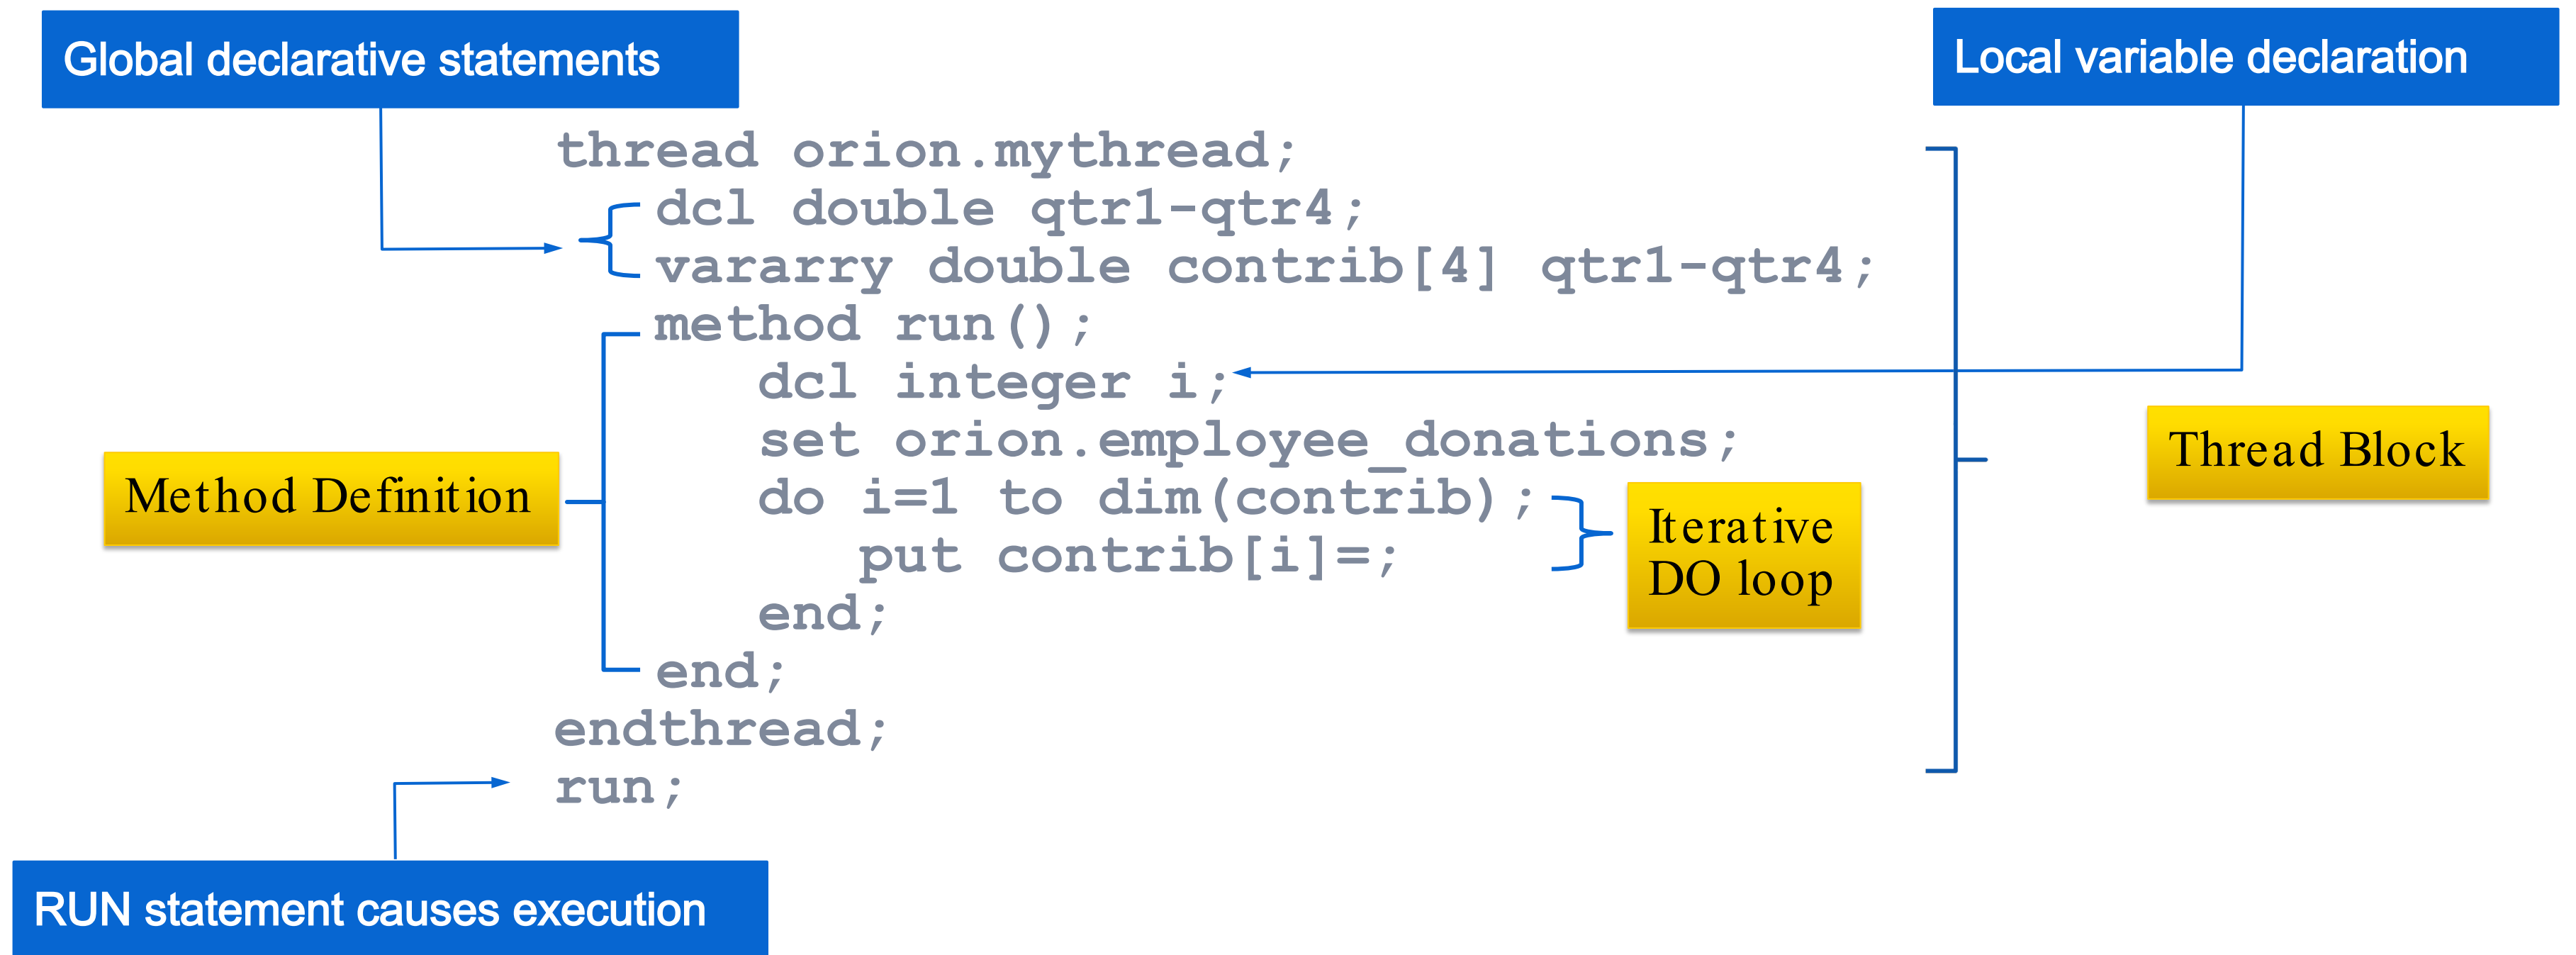 Global declarative statements
Local variable declaration
thread orion.mythread;
dcl double qtr1-qtr4;
vararry double contrib[4] qtr1-qtr4;
method run();
dcl integer i;
set orion.employee_donations;
do i=1 to dim(contrib);
put contrib[i]=;
end;
end;
endthread;
run;
Method Definition
Iterative
DO loop
Thread Block
RUN statement causes execution